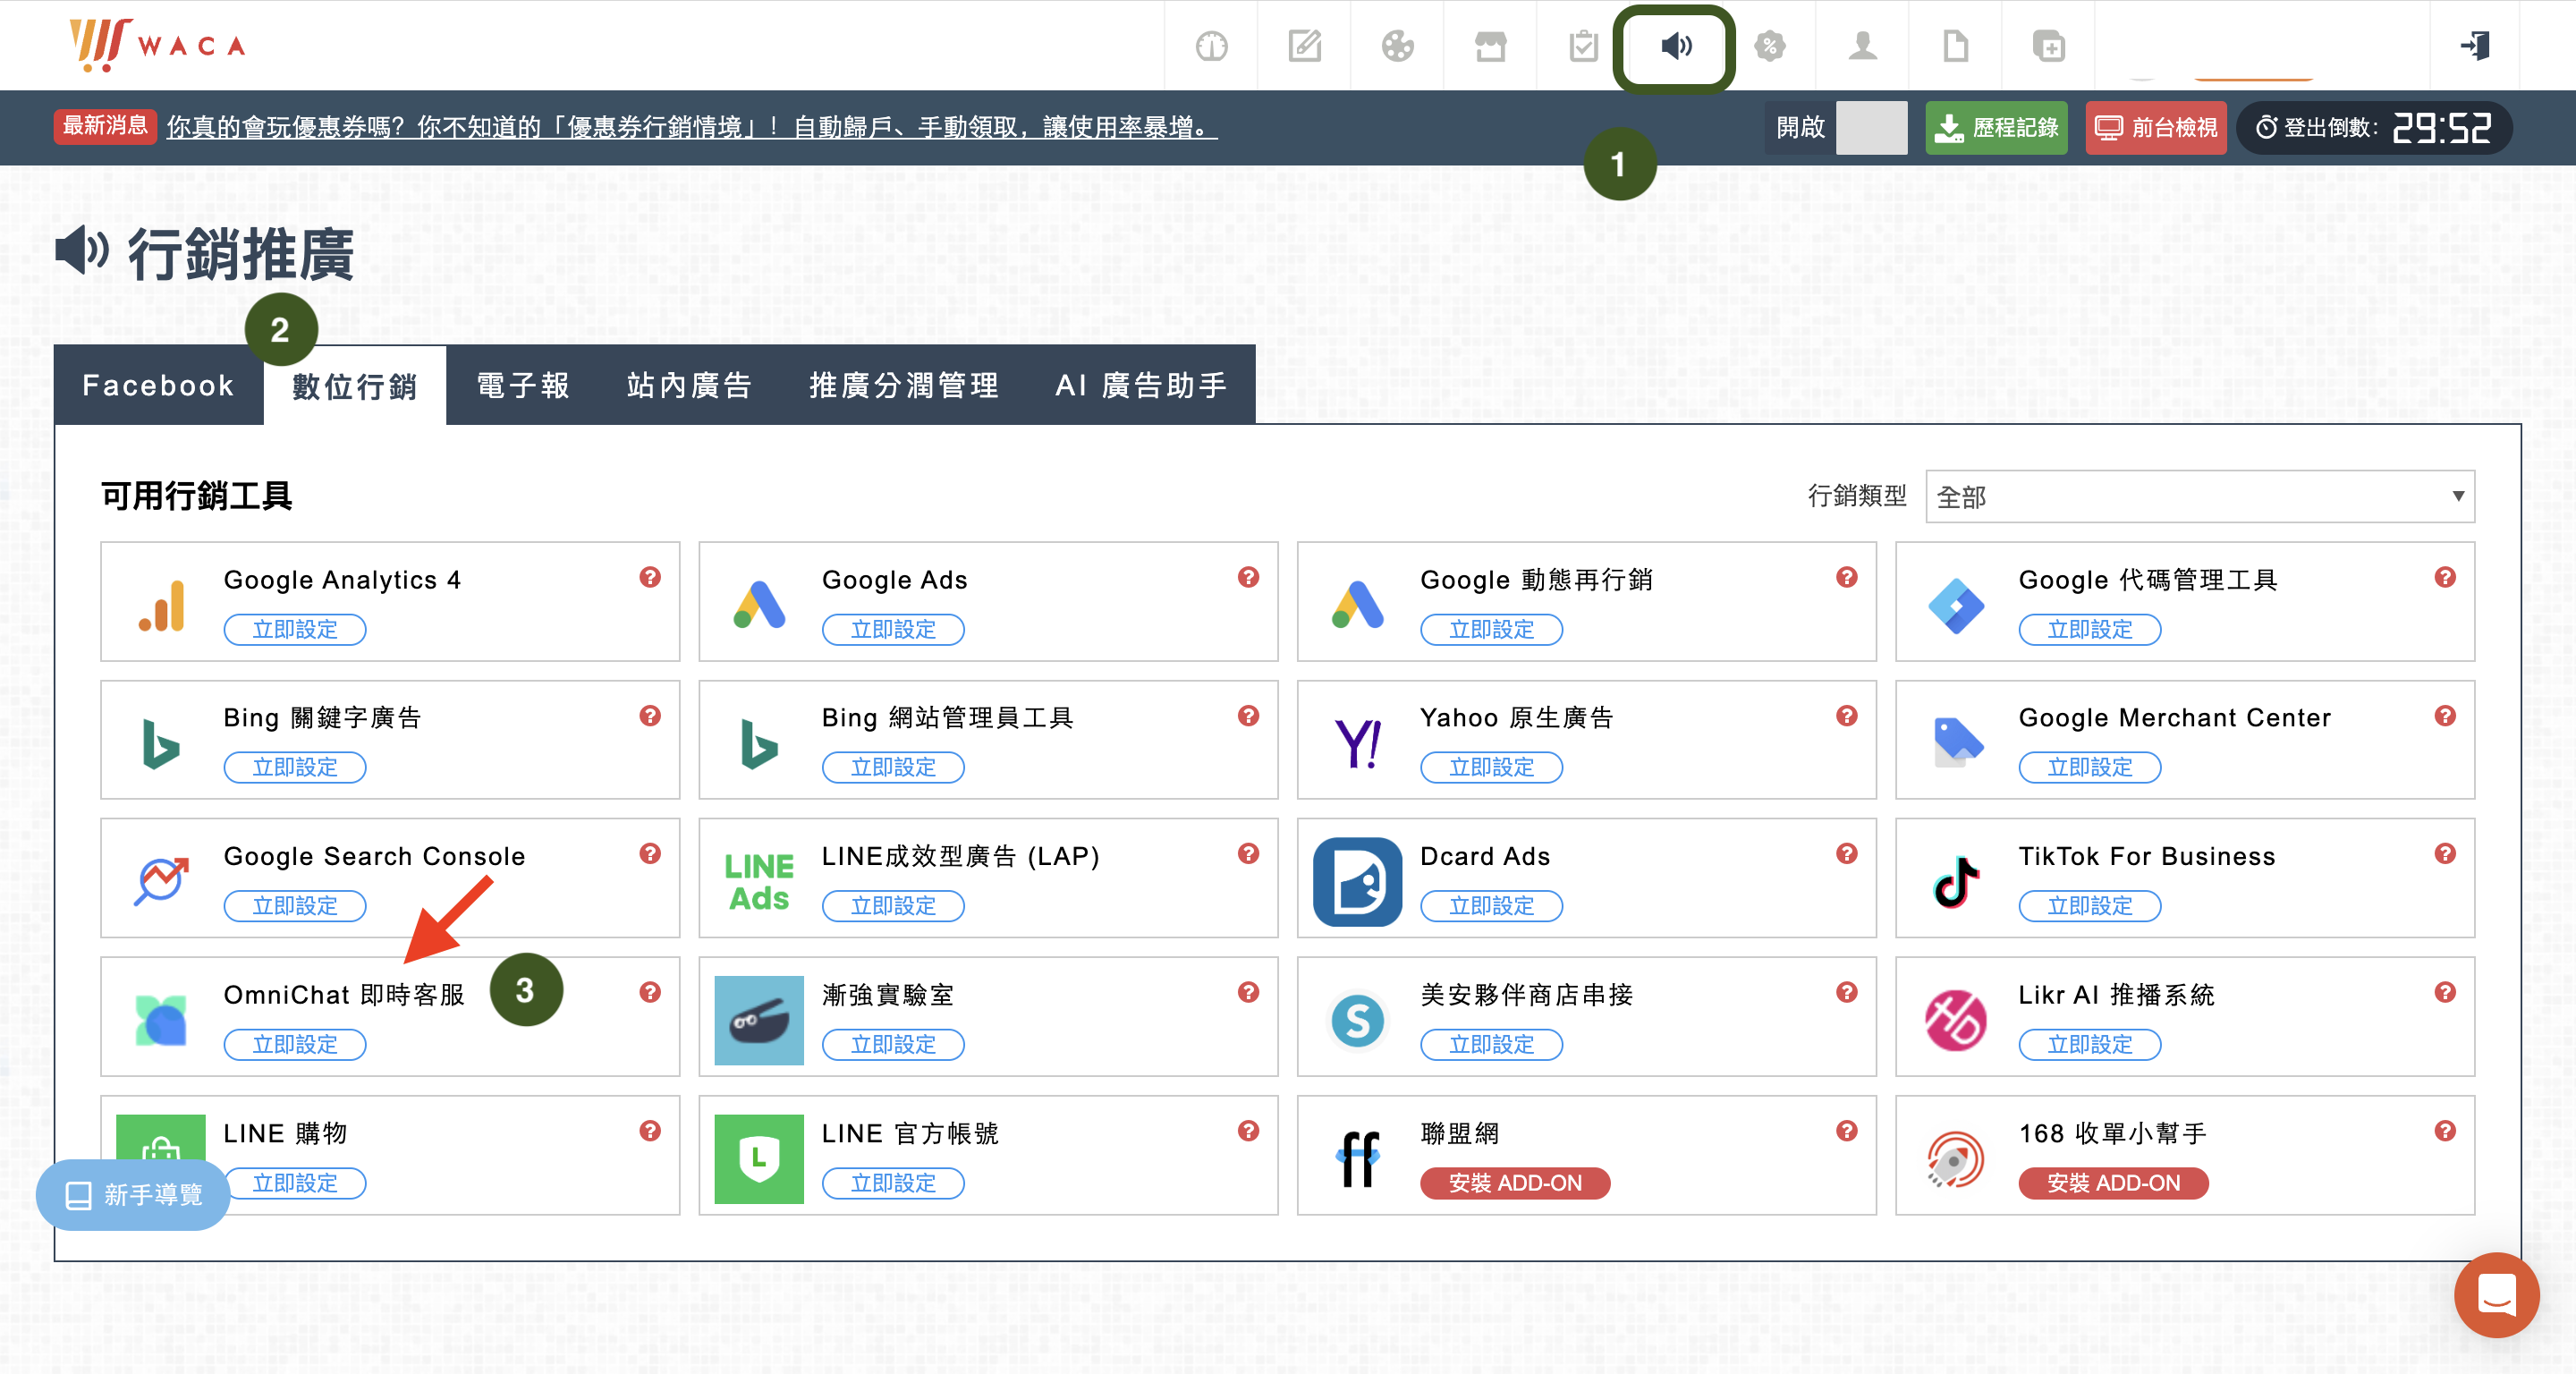 WACA
最新消息 你真的會玩優惠券嗎？你不知道的「優惠券行銷情境」！自動歸戶、手動領取，讓使用率暴增。
開啟
歷程記錄
前台檢視
登出倒數： 29:52
1
行銷推廣
2
Facebook 數位行銷 電子報 站內廣告 推廣分潤管理 AI 廣告助手
可用行銷工具
行銷類型 全部
Google Analytics 4
立即設定
Google Ads
立即設定
Google 動態再行銷
立即設定
Google 代碼管理工具
立即設定
Bing 關鍵字廣告
立即設定
Bing 網站管理員工具
立即設定
Yahoo 原生廣告
立即設定
Y!
Google Merchant Center
立即設定
Google Search Console
立即設定
LINE Ads
LINE成效型廣告 (LAP)
立即設定
Dcard Ads
立即設定
TikTok For Business
立即設定
OmniChat 即時客服
立即設定
3
漸強實驗室
立即設定
S
美安夥伴商店串接
立即設定
Likr AI 推播系統
立即設定
LINE 購物
立即設定
L
LINE 官方帳號
立即設定
聯盟網
安裝 ADD-ON
168 收單小幫手
安裝 ADD-ON
新手導覽